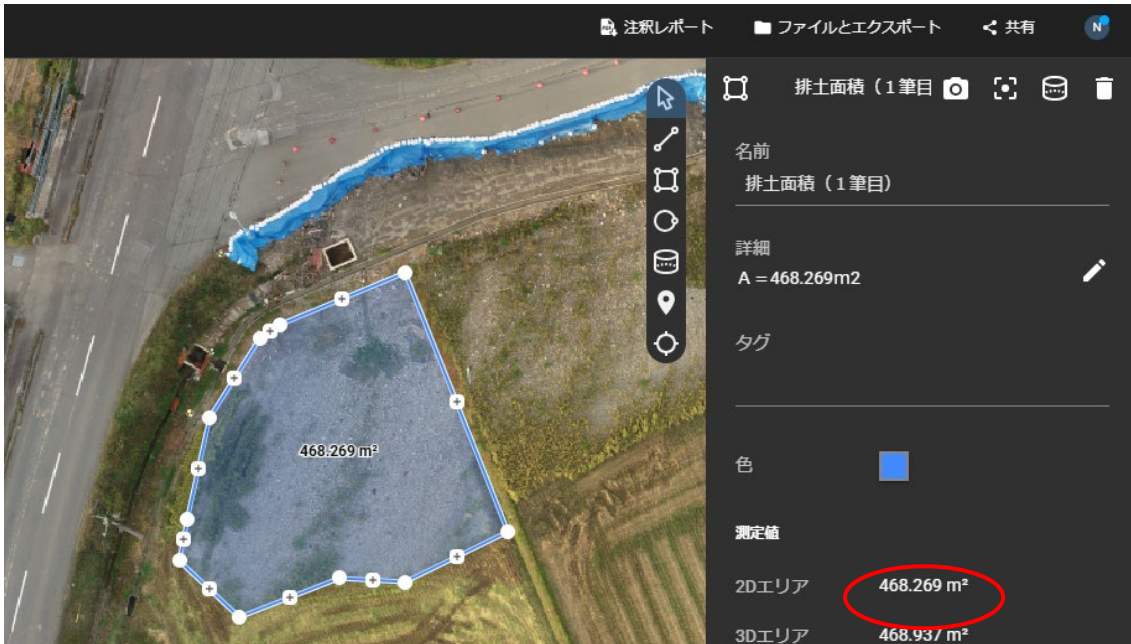 注釈レポート ファイルとエクスポート 共有 N
排土面積（1筆目
名前
排土面積（1筆目）
詳細
A＝468.269m2
タグ
468.269 m²
色
測定値
2Dエリア 468.269 m²
3Dエリア 468.937 m²